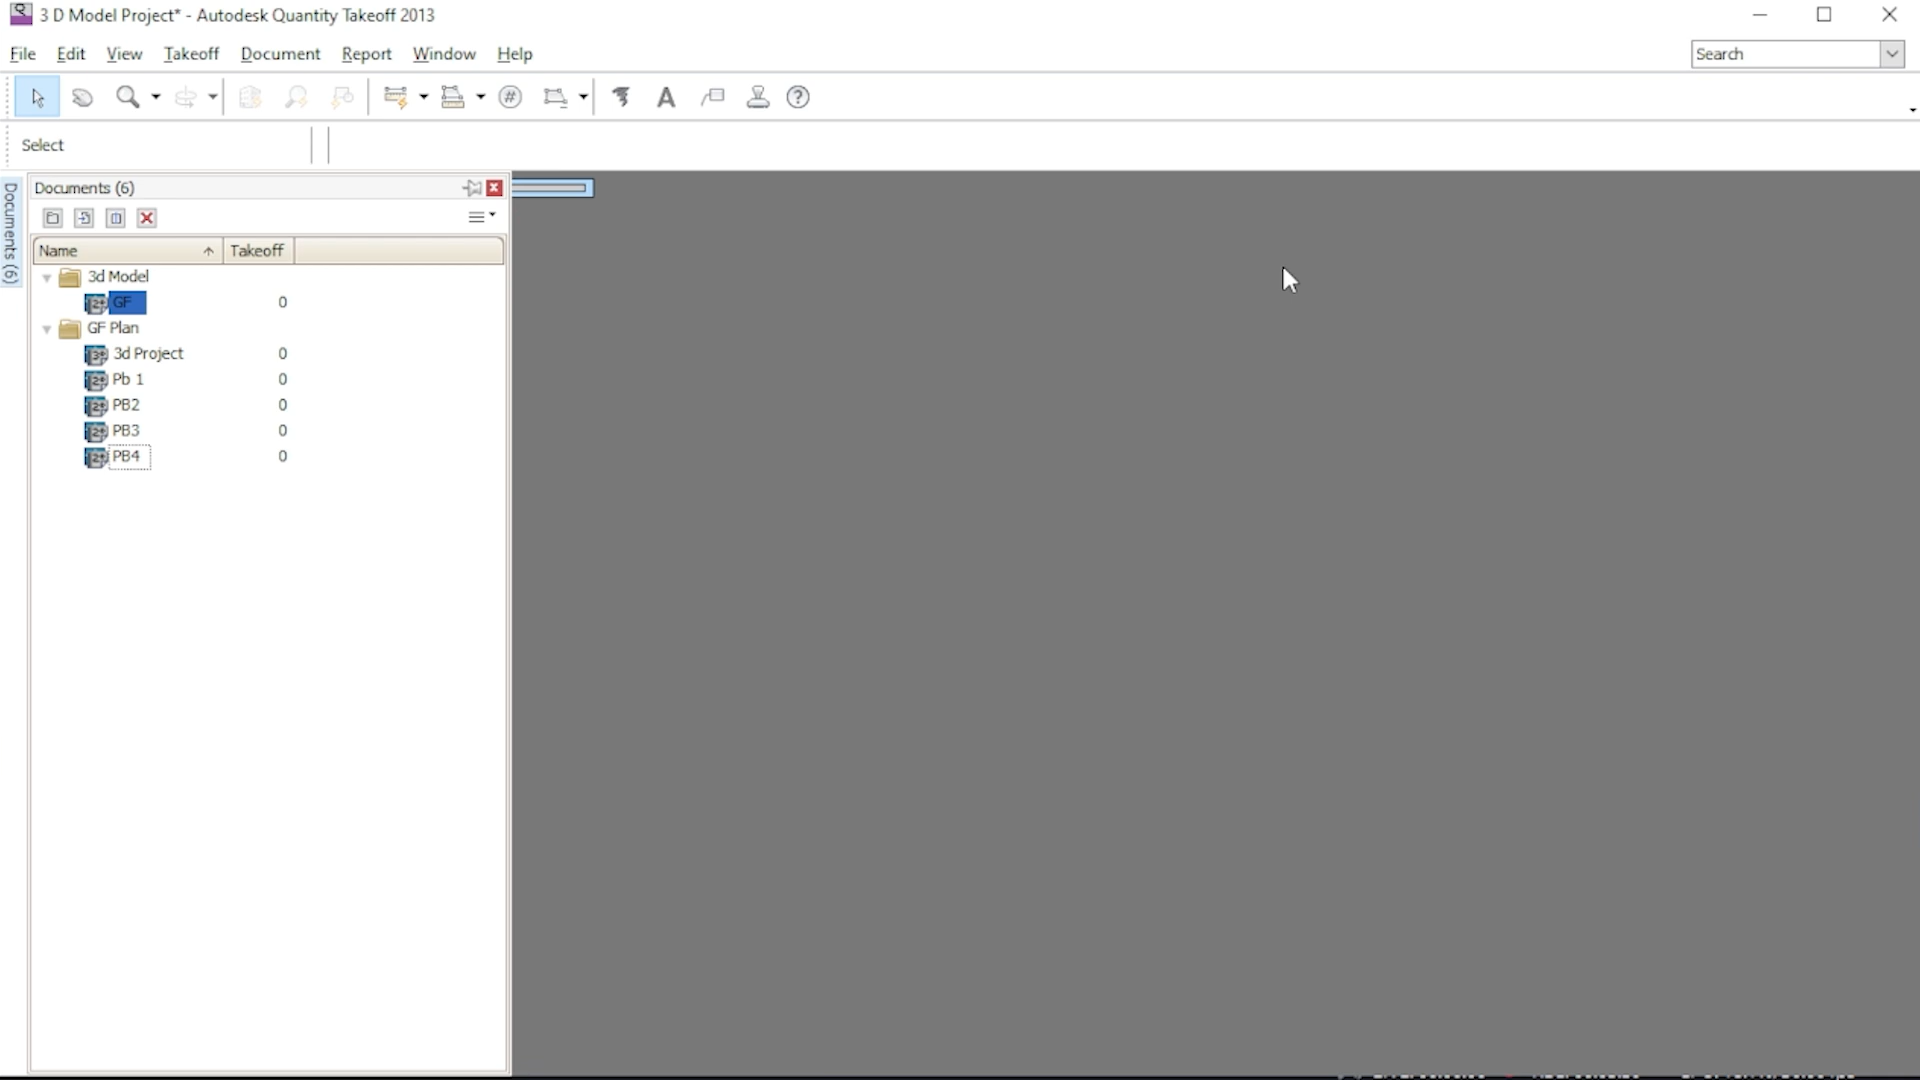 3 D Model Project* - Autodesk Quantity Takeoff 2013
File Edit View Takeoff Document Report Window Help
Search
Select
Documents (6)
Documents (6)
Name Takeoff
3d Model
GF 0
GF Plan
3d Project 0
Pb 1 0
PB2 0
PB3 0
PB4 0